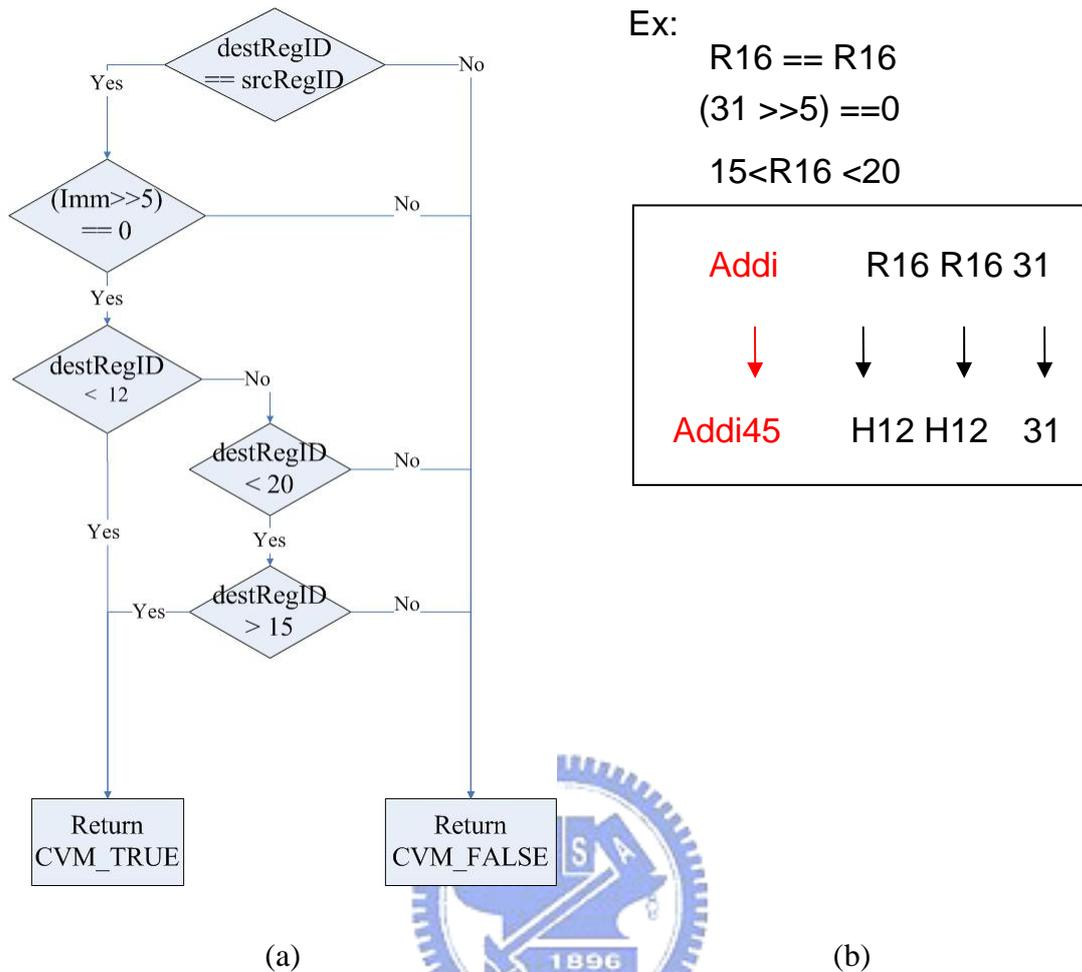 destRegID
== srcRegID
Yes
No
(Imm>>5)
== 0
No
Yes
destRegID
< 12
No
destRegID
< 20
No
Yes
Yes
destRegID
> 15
Yes
No
Return
CVM_TRUE
Return
CVM_FALSE
(a)
Ex:
R16 == R16
(31 >>5) ==0
15<R16 <20
Addi R16 R16 31
Addi45 H12 H12 31
S A
1896
(b)